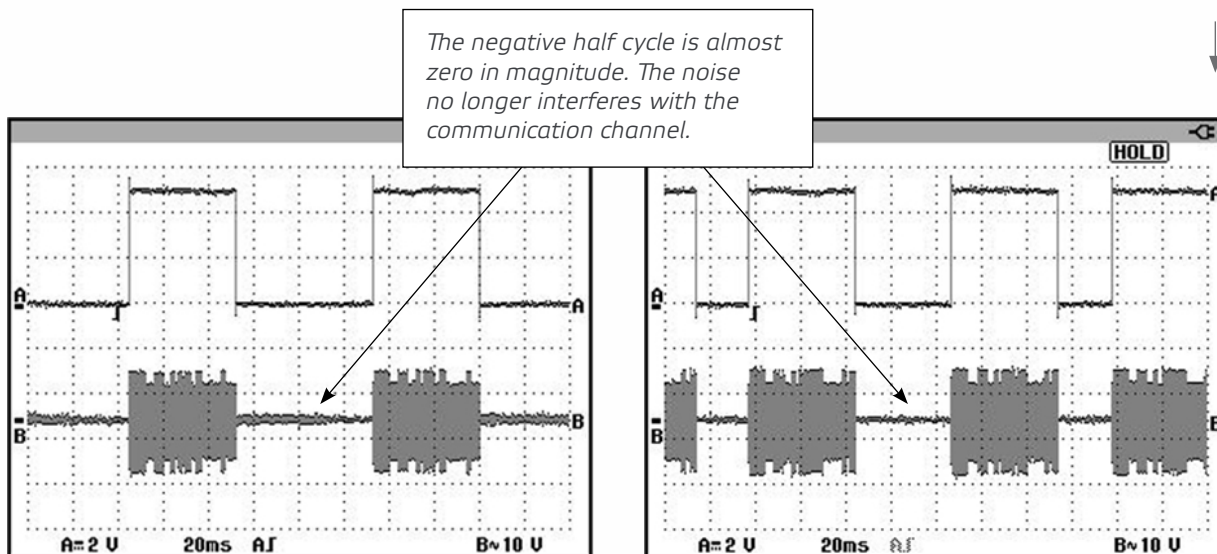 The negative half cycle is almost
zero in magnitude. The noise
no longer interferes with the
communication channel.
HOLD
A
A
B
B
A=2 V 20ms A B~10 V
A
A
B
B
A=2 V 20ms A B~10 V